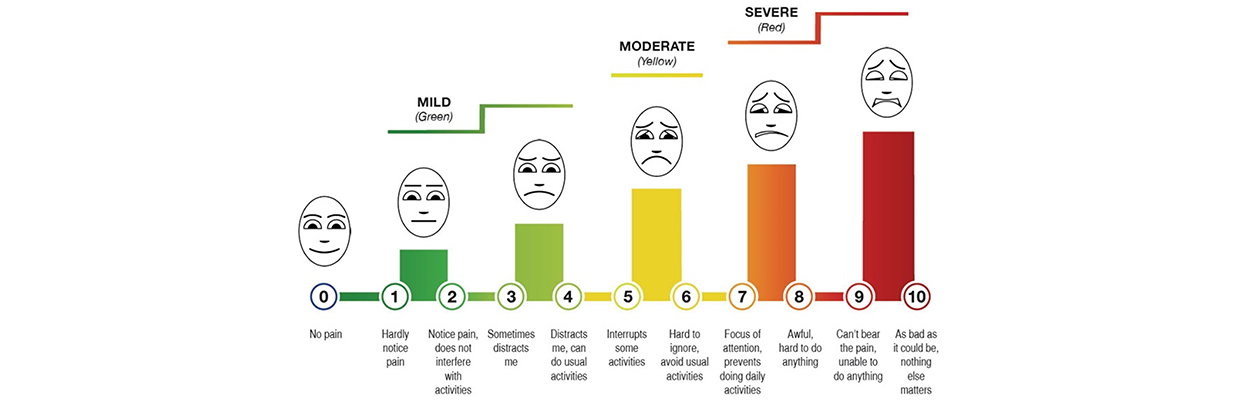 SEVERE
(Red)
MODERATE
(Yellow)
MILD
(Green)
0
1
2
3
4
5
6
7
8
9
10
No pain
Hardly
notice
pain
Notice pain,
does not
interfere
with
activities
Sometimes
distracts
me
Distracts
me, can
do usual
activities
Interrupts
some
activities
Hard to
ignore,
avoid usual
activities
Focus of
attention,
prevents
doing daily
activities
Awful,
hard to do
anything
Can't bear
the pain,
unable to
do anything
As bad as
it could be,
nothing
else
matters